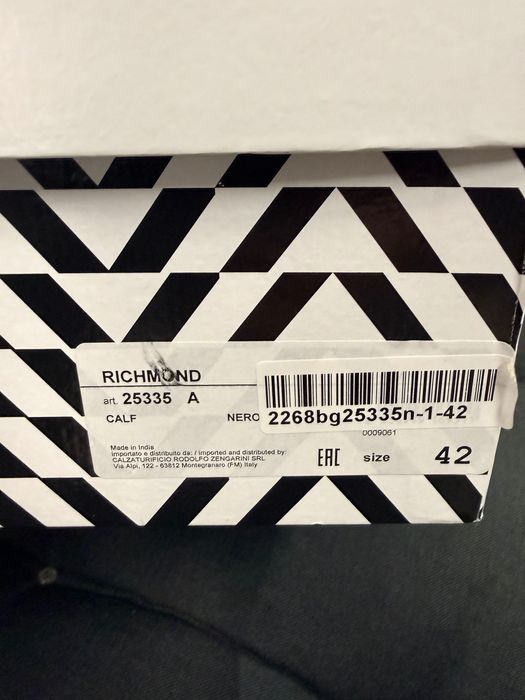 RICHMOND
art. 25335 A
CALF NERO
2268bg25335n-1-42
0009061
Made in India
importato e distribuito da: / imported and distributed by:
CALZATURIFICIO RODOLFO ZENGARINI SRL
Via Alpi, 122 - 63812 Montegranaro (FM) Italy
EAC size 42